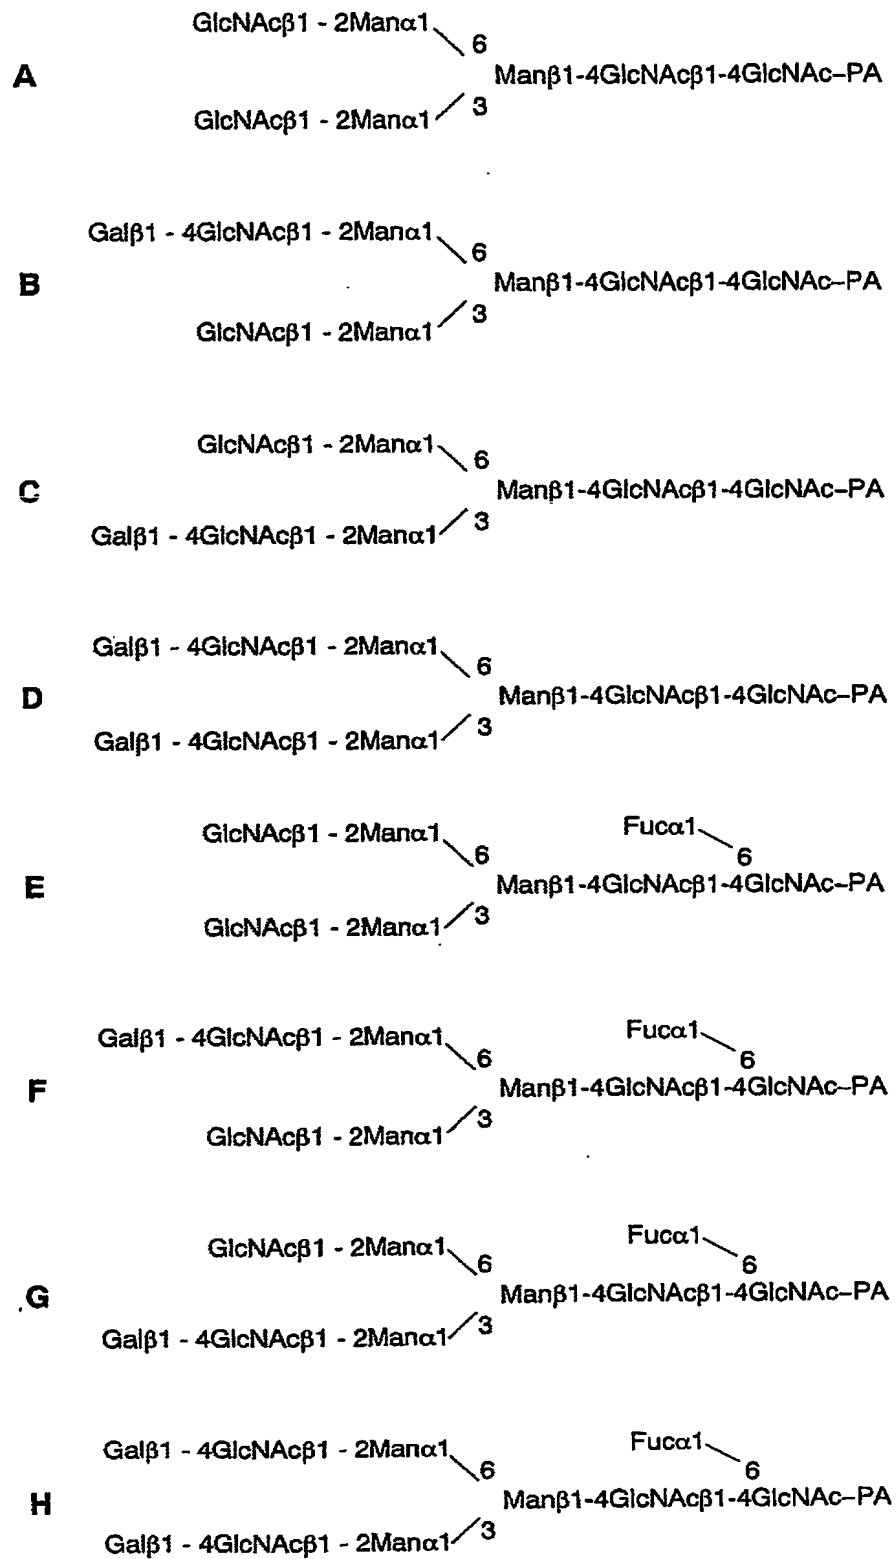 GlcNAcβ1 - 2Manα1
6
A
Manβ1-4GlcNAcβ1-4GlcNAc–PA
3
GlcNAcβ1 - 2Manα1
Galβ1 - 4GlcNAcβ1 - 2Manα1
6
B
Manβ1-4GlcNAcβ1-4GlcNAc–PA
3
GlcNAcβ1 - 2Manα1
GlcNAcβ1 - 2Manα1
6
C
Manβ1-4GlcNAcβ1-4GlcNAc–PA
3
Galβ1 - 4GlcNAcβ1 - 2Manα1
Galβ1 - 4GlcNAcβ1 - 2Manα1
6
D
Manβ1-4GlcNAcβ1-4GlcNAc–PA
3
Galβ1 - 4GlcNAcβ1 - 2Manα1
GlcNAcβ1 - 2Manα1
Fucα1
6
6
E
Manβ1-4GlcNAcβ1-4GlcNAc–PA
3
GlcNAcβ1 - 2Manα1
Galβ1 - 4GlcNAcβ1 - 2Manα1
Fucα1
6
6
F
Manβ1-4GlcNAcβ1-4GlcNAc–PA
3
GlcNAcβ1 - 2Manα1
GlcNAcβ1 - 2Manα1
Fucα1
6
6
G
Manβ1-4GlcNAcβ1-4GlcNAc–PA
3
Galβ1 - 4GlcNAcβ1 - 2Manα1
Galβ1 - 4GlcNAcβ1 - 2Manα1
Fucα1
6
6
H
Manβ1-4GlcNAcβ1-4GlcNAc–PA
3
Galβ1 - 4GlcNAcβ1 - 2Manα1